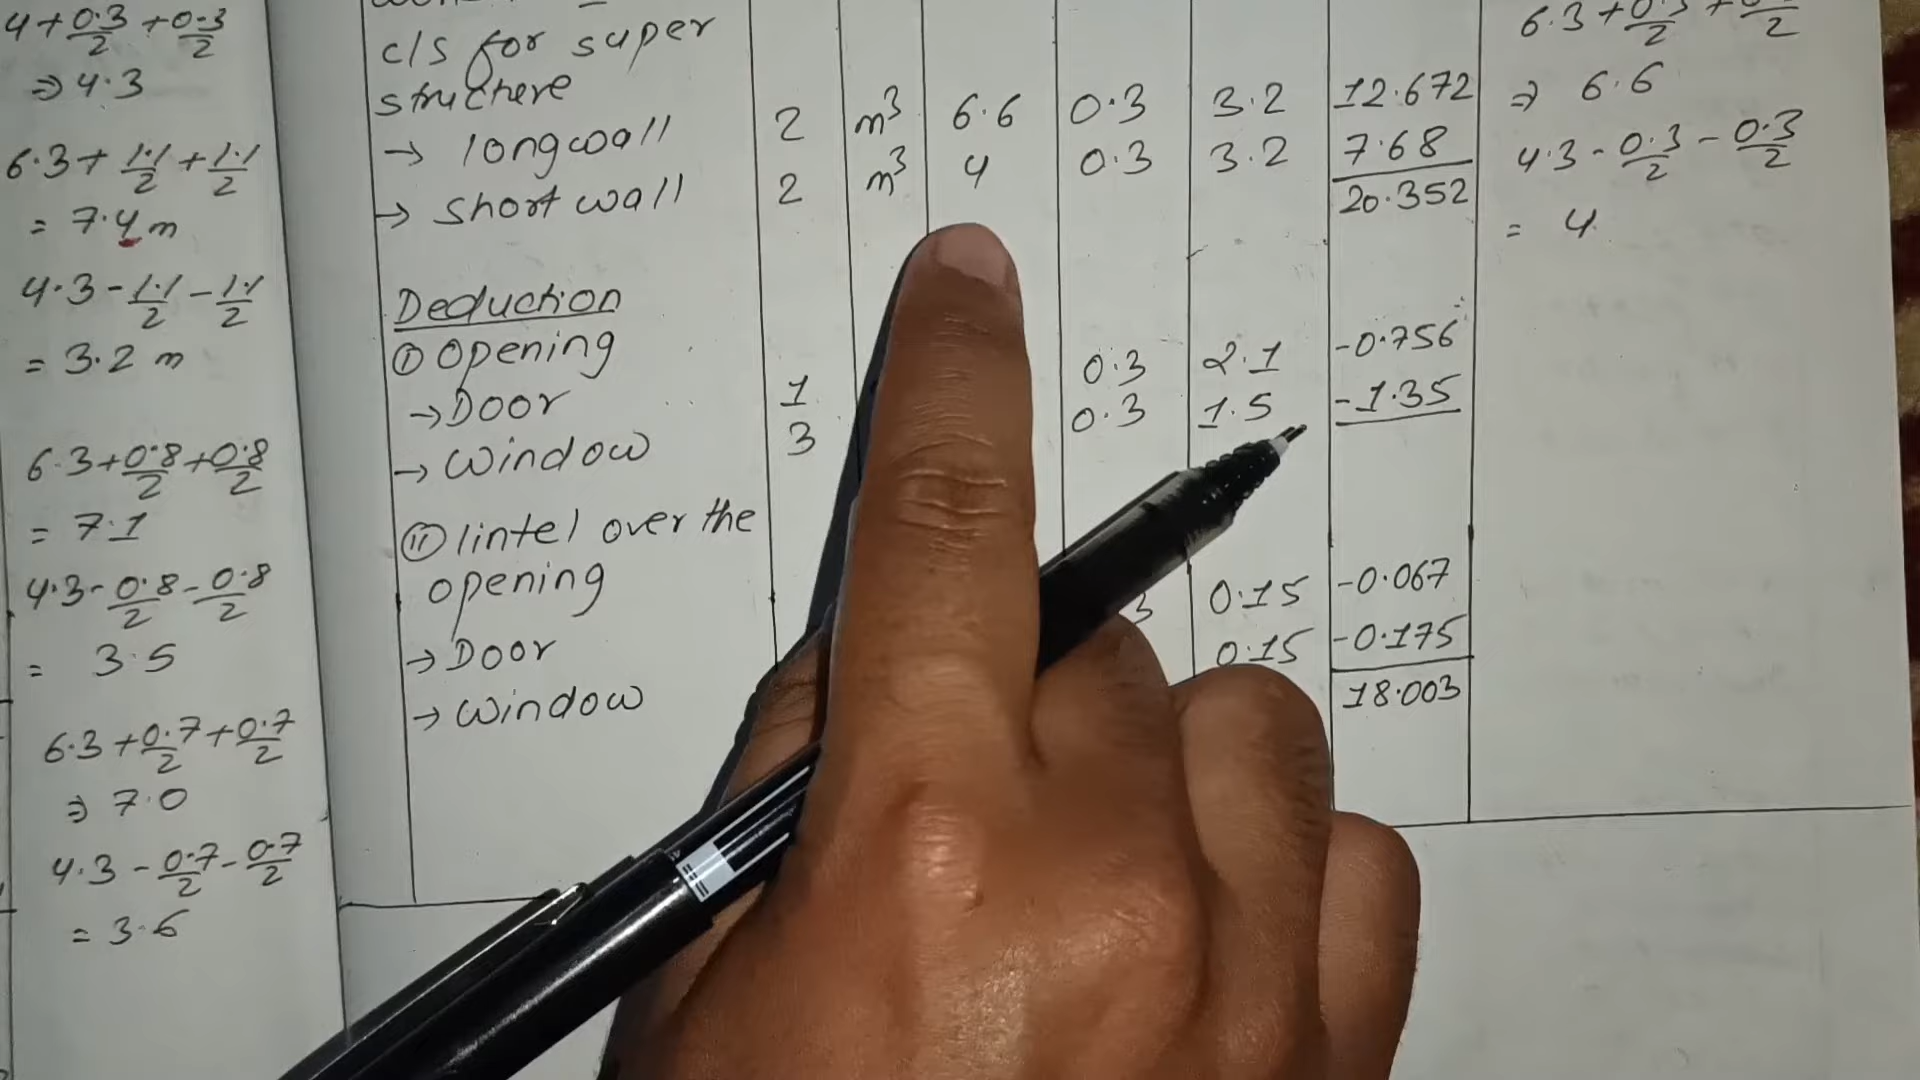 4+0.3/2+0.3/2
⇒ 4.3
6.3+1.1/2+1.1/2
= 7.4 m
4.3-1.1/2-1.1/2
= 3.2 m
6.3+0.8/2+0.8/2
= 7.1
4.3-0.8/2-0.8/2
= 3.5
6.3+0.7/2+0.7/2
⇒ 7.0
4.3-0.7/2-0.7/2
= 3.6
c/s for super
structere
→ longwall 2 m³ 6.6 0.3 3.2 12.672
→ short wall 2 m³ 4 0.3 3.2 7.68
20.352
Deduction
① Opening
→ Door 1 0.3 2.1 -0.756
→ window 3 0.3 1.5 -1.35
② lintel over the
opening
→ Door 3 0.15 -0.067
→ window 0.15 -0.175
18.003
6.3+0.3/2+
⇒ 6.6
4.3-0.3/2-0.3/2
= 4